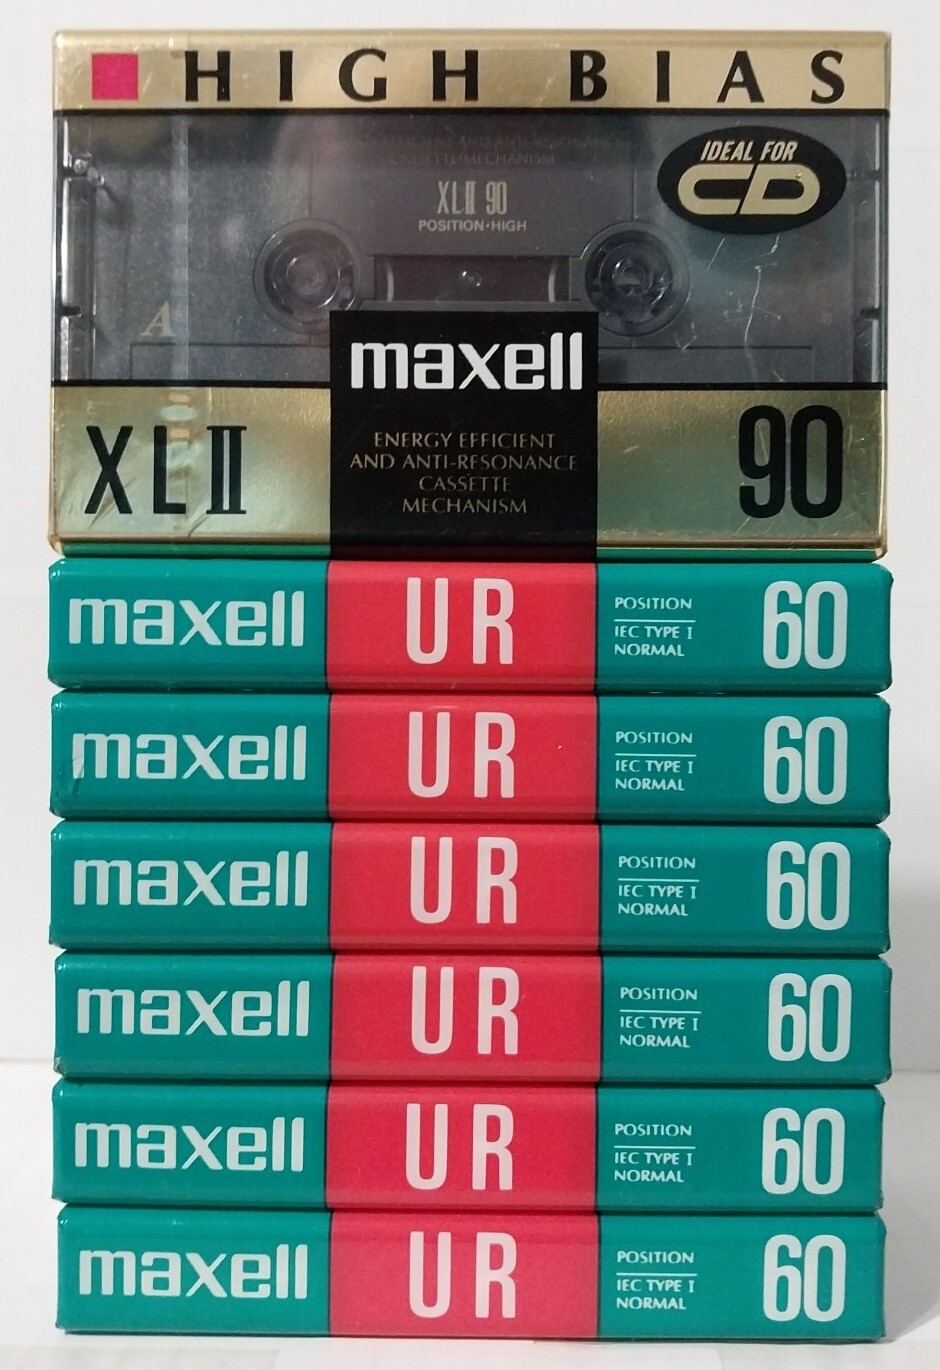 HIGH BIAS
CASSETTE MECHANISM
IDEAL FOR
CD
XLII 90
POSITION·HIGH
A
maxell
XLII
ENERGY EFFICIENT
AND ANTI-RESONANCE
CASSETTE
MECHANISM
90
maxell UR POSITION 60
IEC TYPE I
NORMAL
maxell UR POSITION 60
IEC TYPE I
NORMAL
maxell UR POSITION 60
IEC TYPE I
NORMAL
maxell UR POSITION 60
IEC TYPE I
NORMAL
maxell UR POSITION 60
IEC TYPE I
NORMAL
maxell UR POSITION 60
IEC TYPE I
NORMAL